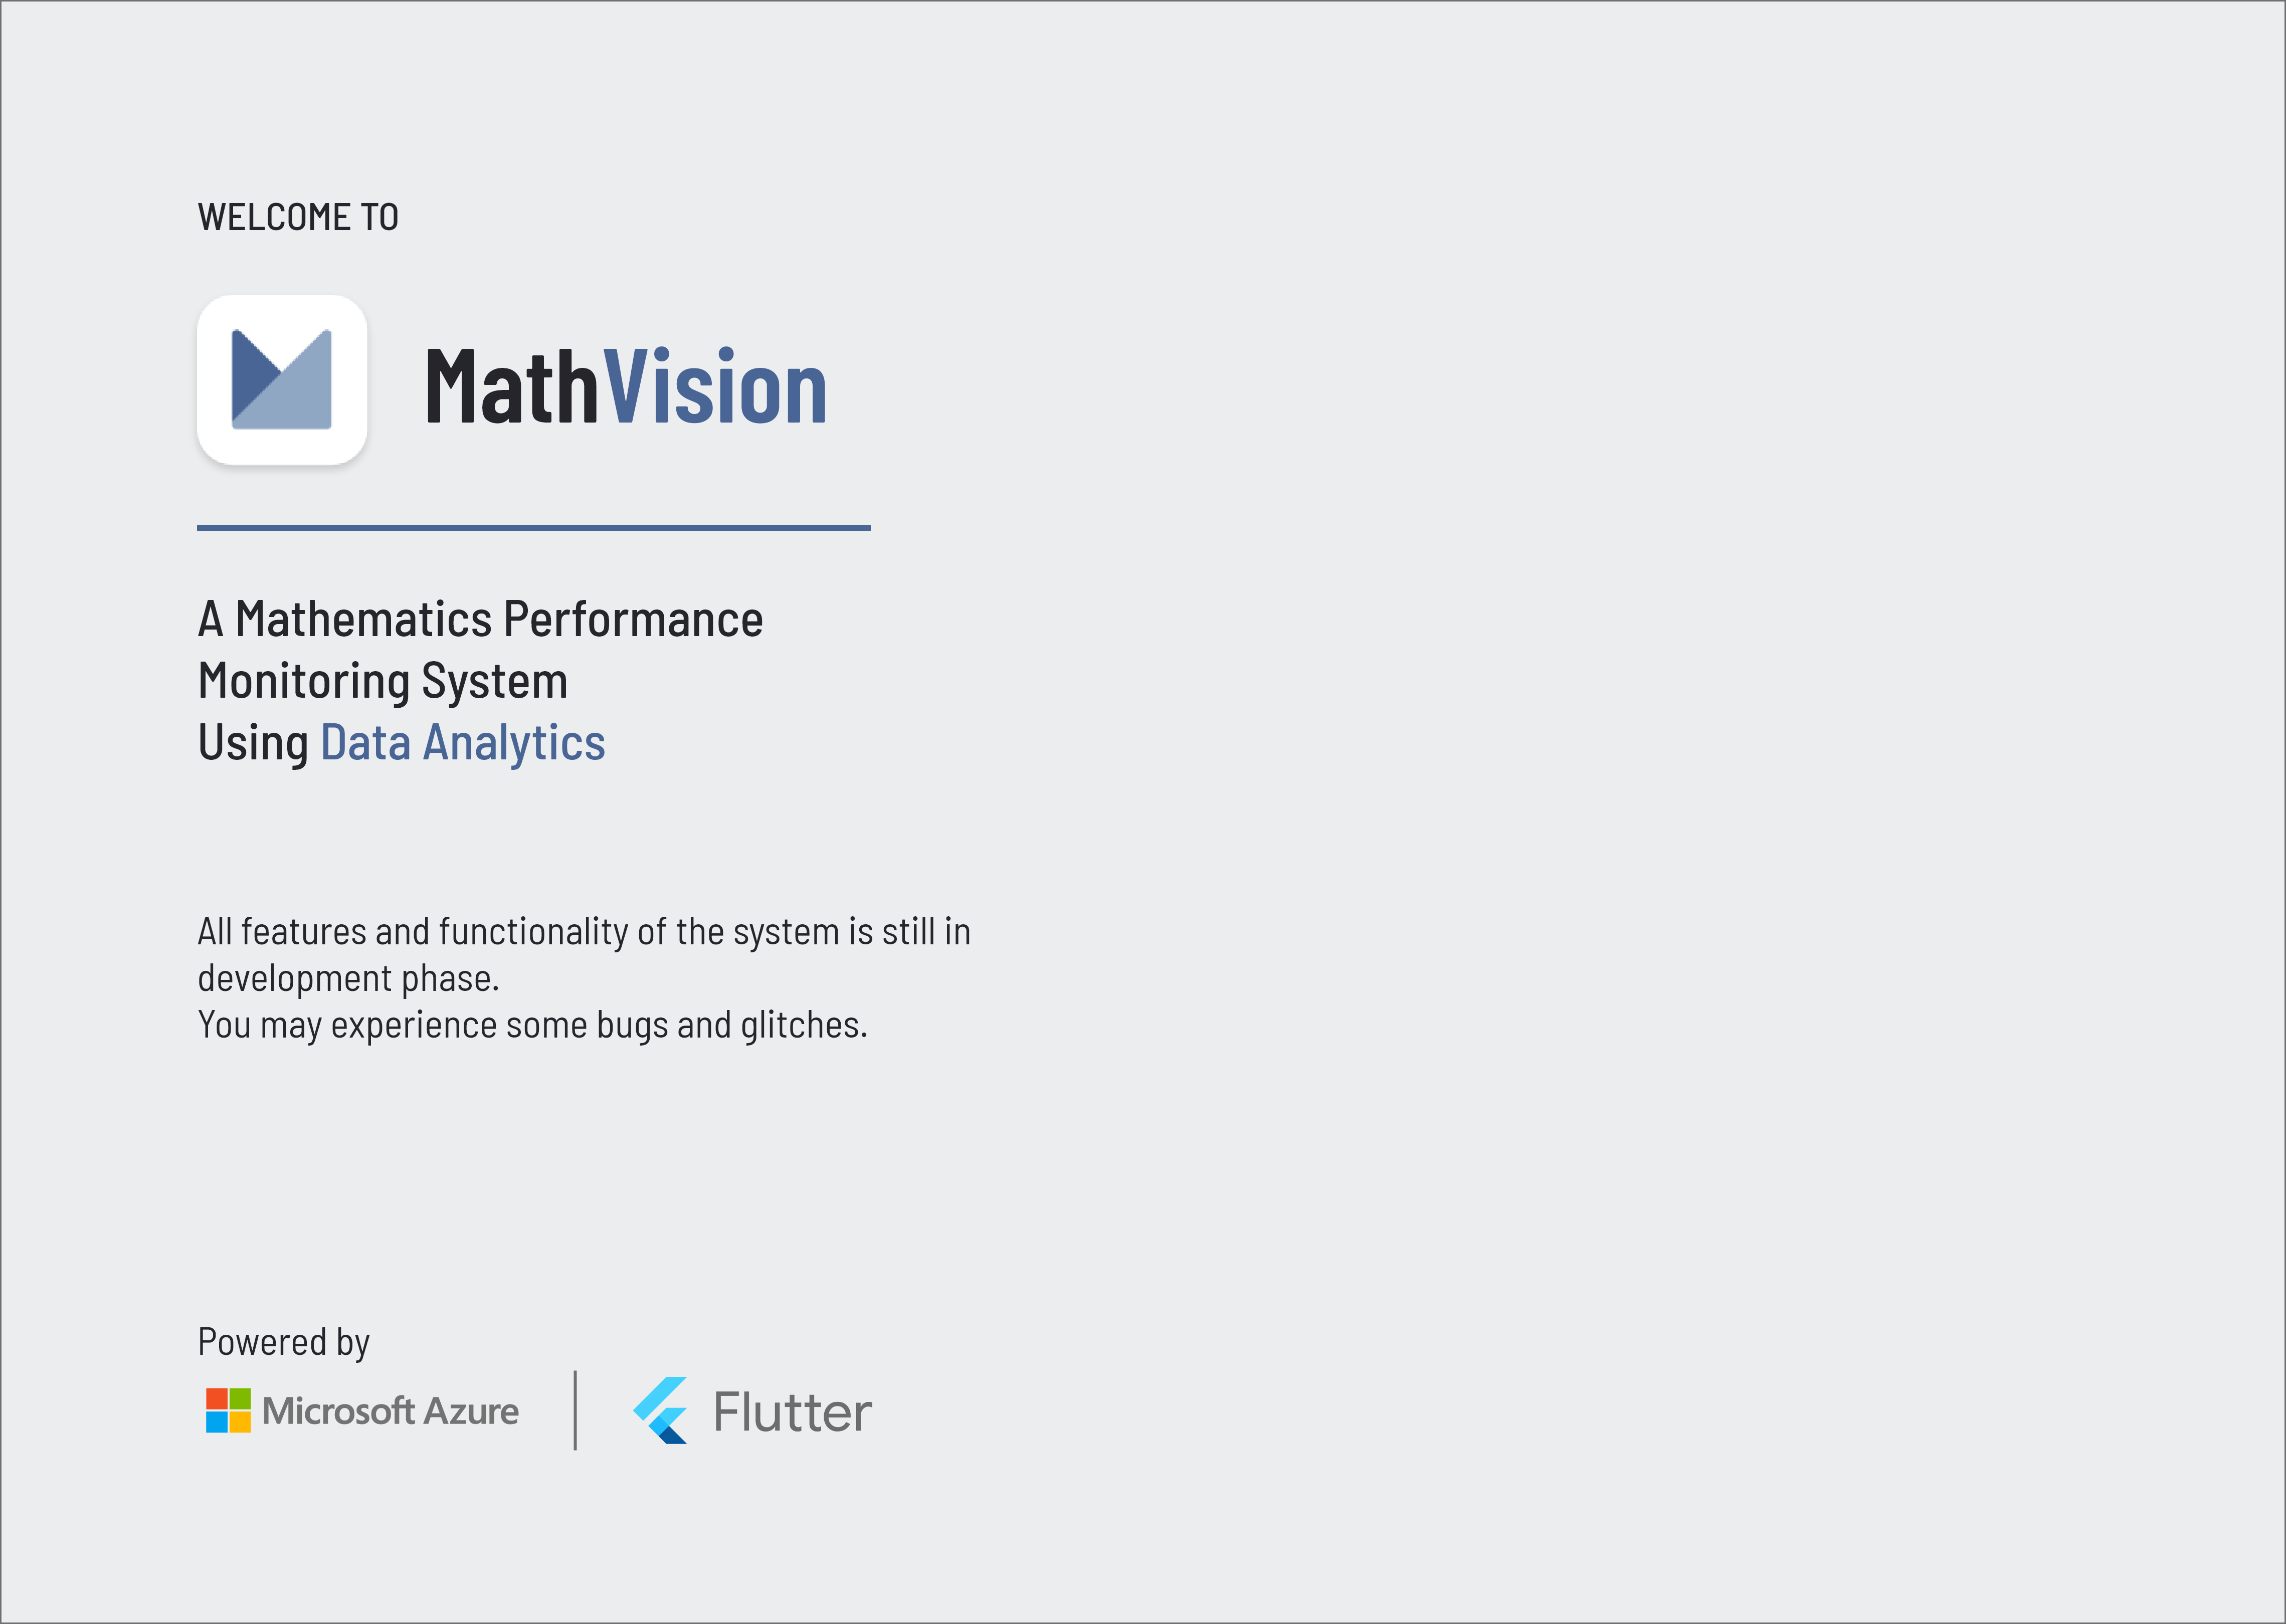 WELCOME TO
MathVision
A Mathematics Performance
Monitoring System
Using Data Analytics
All features and functionality of the system is still in
development phase.
You may experience some bugs and glitches.
Powered by
Microsoft Azure
Flutter